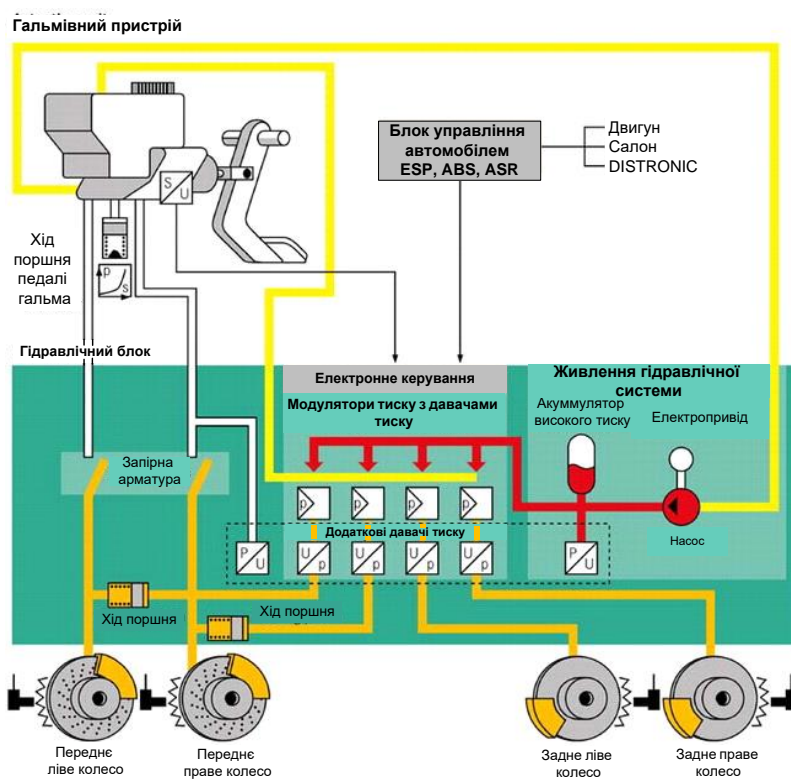 Гальмівний пристрій
Блок управління
автомобілем
ESP, ABS, ASR
Двигун
Салон
DISTRONIC
S
U
Хід
поршня
педалі
гальма
p
s
Гідравлічний блок
Електронне керування
Модулятори тиску з давачами
тиску
Живлення гідравлічної
системи
Акуммулятор
високого тиску
Електропривід
Запірна
арматура
p
p
p
p
Насос
Додаткові давачі тиску
P
U
U
p
U
p
U
p
U
p
P
U
Хід поршня
Хід поршня
Переднє
ліве колесо
Переднє
праве колесо
Задне ліве
колесо
Задне праве
колесо